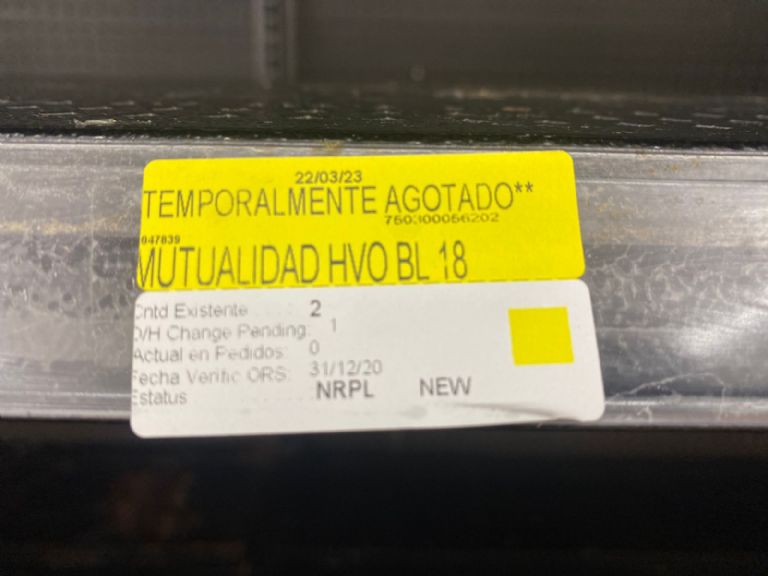 22/03/23
TEMPORALMENTE AGOTADO**
750300056202
047839
MUTUALIDAD HVO BL 18
Cntd Existente 2
O/H Change Pending: 1
Actual en Pedidos: 0
Fecha Verific ORS: 31/12/20
Estatus NRPL NEW